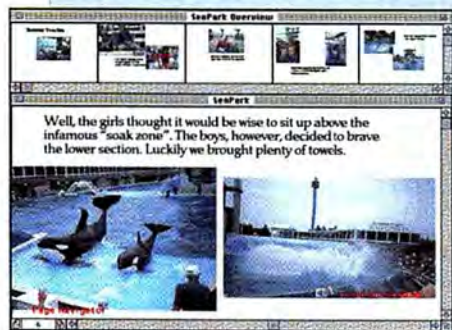 SeaPark Overview
SeaPark
Well, the girls thought it would be wise to sit up above the
infamous "soak zone". The boys, however, decided to brave
the lower section. Luckily we brought plenty of towels.
Page Navigator